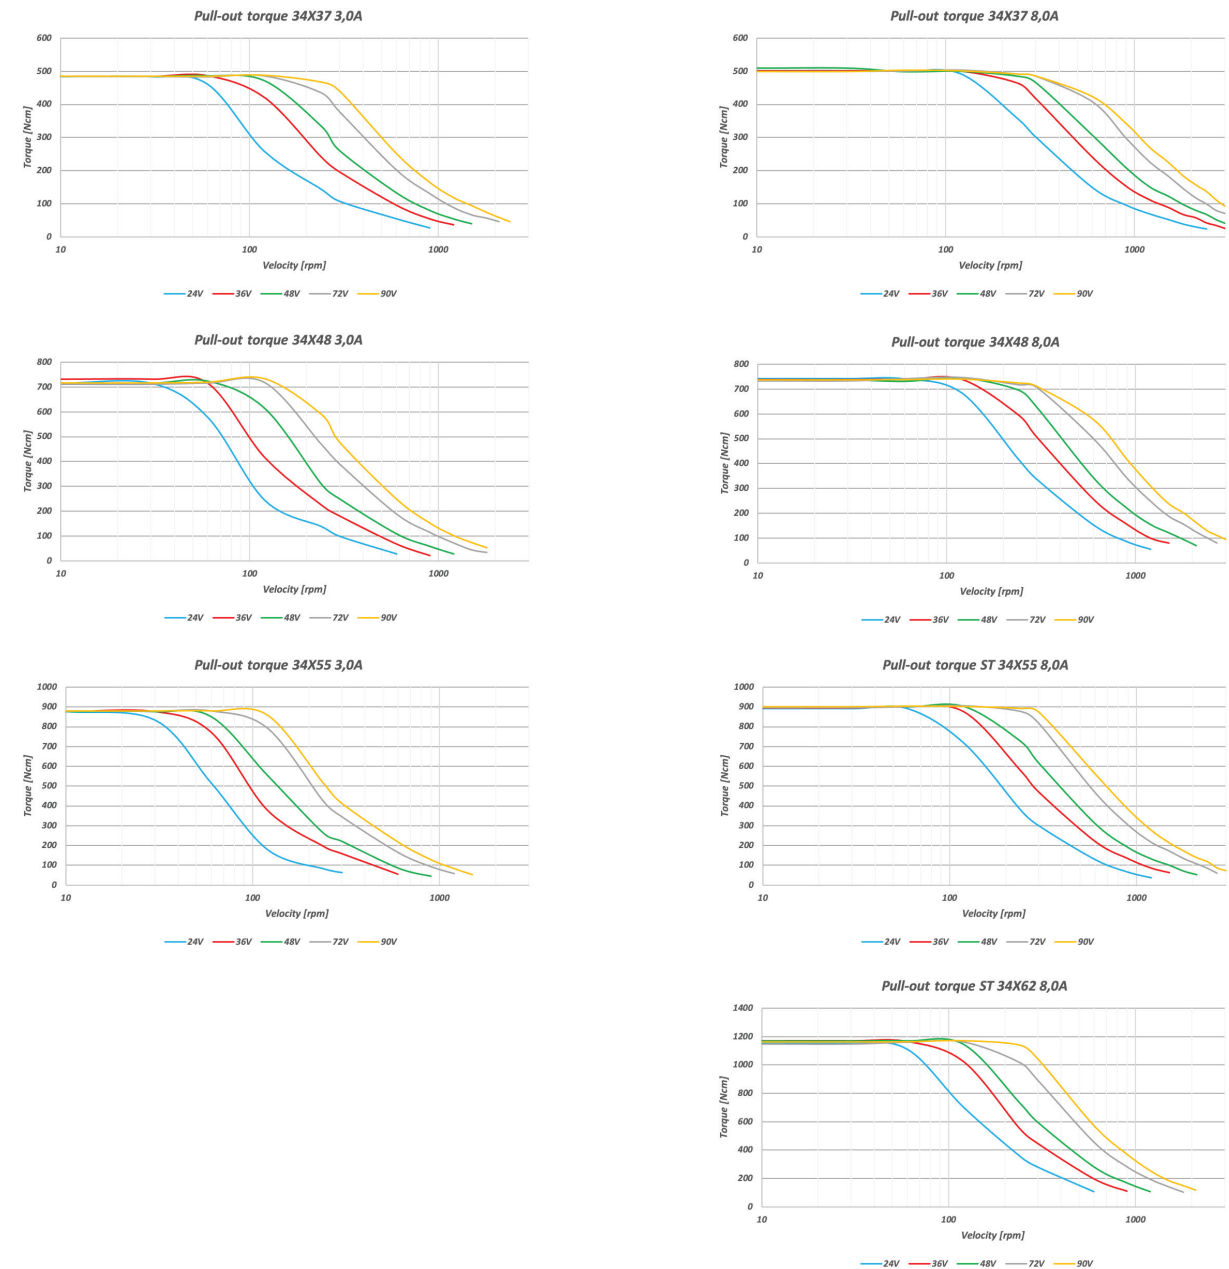 Pull-out torque 34X37 3,0A
600
500
400
300
200
100
0
Torque [Ncm]
10 100 1000
Velocity [rpm]
24V 36V 48V 72V 90V
Pull-out torque 34X37 8,0A
600
500
400
300
200
100
0
Torque [Ncm]
10 100 1000
Velocity [rpm]
24V 36V 48V 72V 90V
Pull-out torque 34X48 3,0A
800
700
600
500
400
300
200
100
0
Torque [Ncm]
10 100 1000
Velocity [rpm]
24V 36V 48V 72V 90V
Pull-out torque 34X48 8,0A
800
700
600
500
400
300
200
100
0
Torque [Ncm]
10 100 1000
Velocity [rpm]
24V 36V 48V 72V 90V
Pull-out torque 34X55 3,0A
1000
900
800
700
600
500
400
300
200
100
0
Torque [Ncm]
10 100 1000
Velocity [rpm]
24V 36V 48V 72V 90V
Pull-out torque ST 34X55 8,0A
1000
900
800
700
600
500
400
300
200
100
0
Torque [Ncm]
10 100 1000
Velocity [rpm]
24V 36V 48V 72V 90V
Pull-out torque ST 34X62 8,0A
1400
1200
1000
800
600
400
200
0
Torque [Ncm]
10 100 1000
Velocity [rpm]
24V 36V 48V 72V 90V